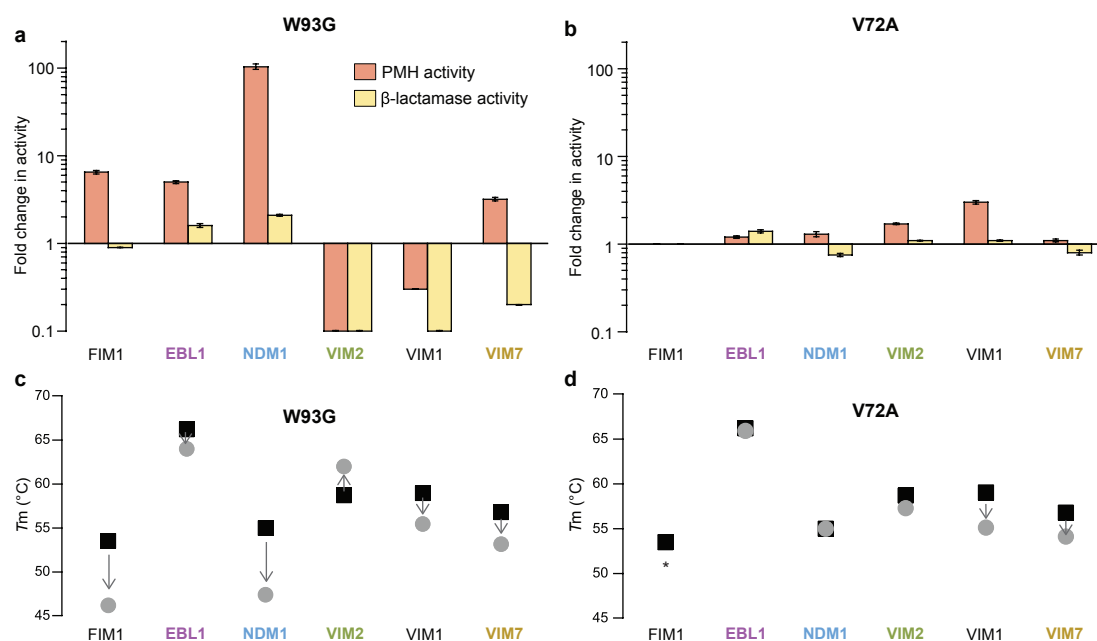 a
W93G
Fold change in activity
100
10
1
0.1
PMH activity
β-lactamase activity
FIM1 EBL1 NDM1 VIM2 VIM1 VIM7
b
V72A
Fold change in activity
100
10
1
0.1
FIM1 EBL1 NDM1 VIM2 VIM1 VIM7
c
W93G
Tm (°C)
70
65
60
55
50
45
FIM1 EBL1 NDM1 VIM2 VIM1 VIM7
d
V72A
Tm (°C)
70
65
60
55
50
45
*
FIM1 EBL1 NDM1 VIM2 VIM1 VIM7